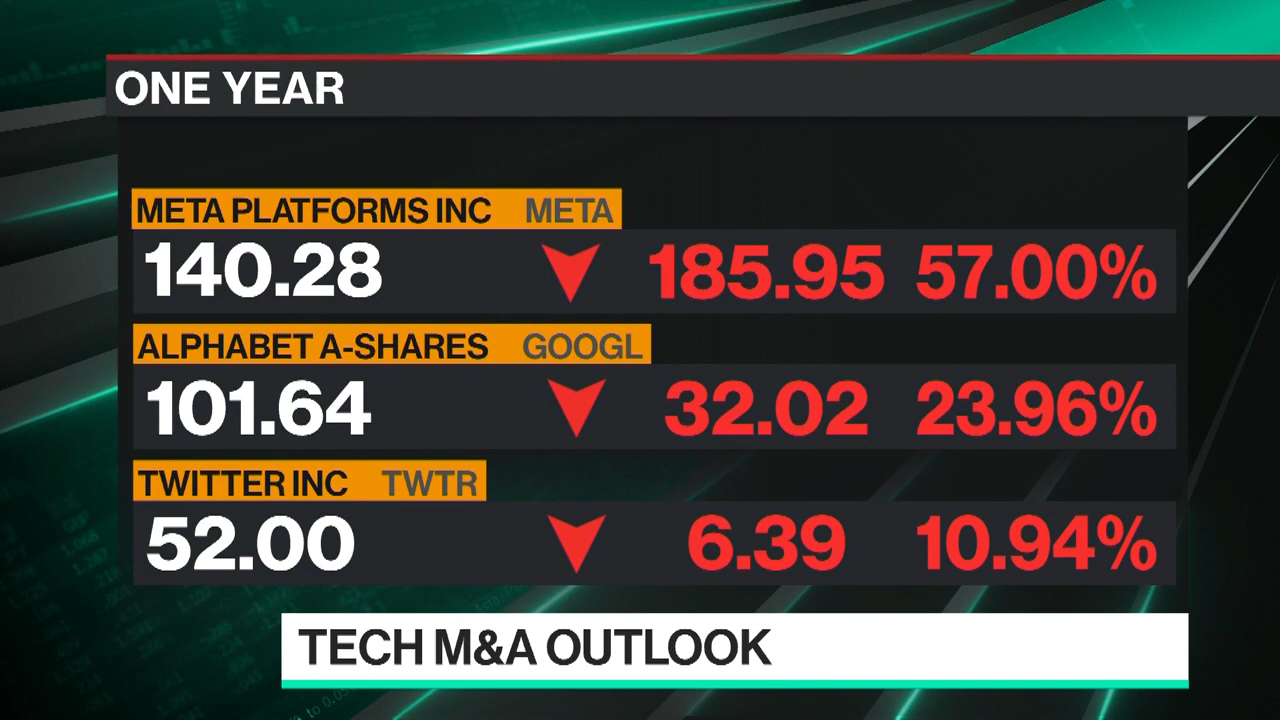 ONE YEAR
META PLATFORMS INC META
140.28 ▼ 185.95 57.00%
ALPHABET A-SHARES GOOGL
101.64 ▼ 32.02 23.96%
TWITTER INC TWTR
52.00 ▼ 6.39 10.94%
TECH M&A OUTLOOK